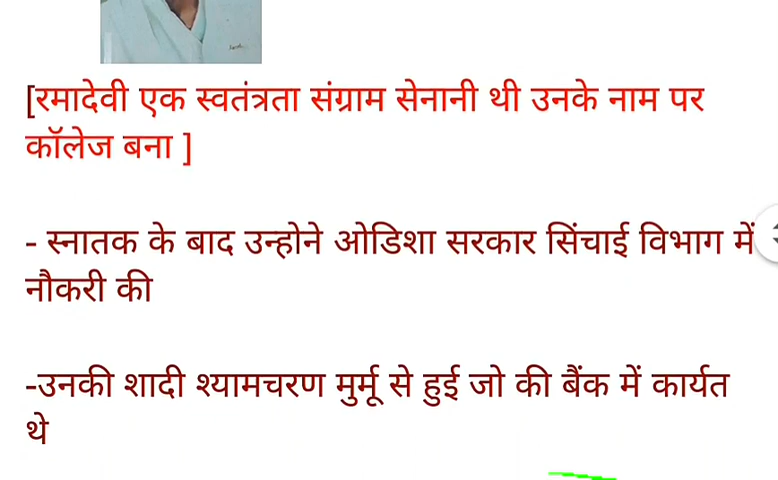 [रमादेवी एक स्वतंत्रता संग्राम सेनानी थी उनके नाम पर
कॉलेज बना ]
- स्नातक के बाद उन्होने ओडिशा सरकार सिंचाई विभाग में
नौकरी की
-उनकी शादी श्यामचरण मुर्मू से हुई जो की बैंक में कार्यत
थे